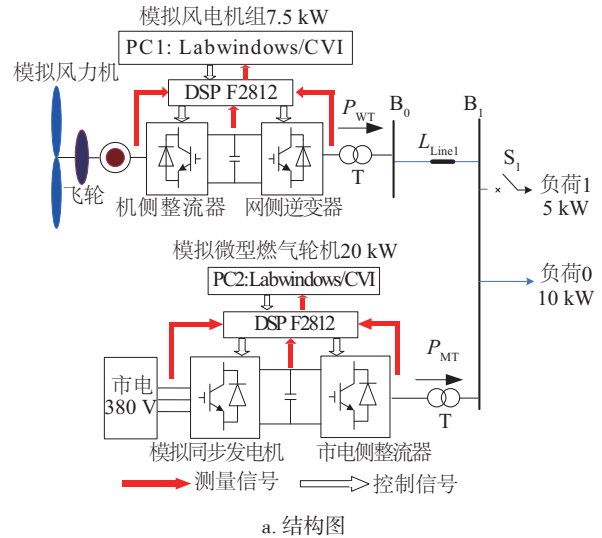 模拟风电机组7.5 kW
PC1: Labwindows/CVI
模拟风力机
DSP F2812
P_WT
B_0
B_1
L_Line1
S_1
T
负荷1
5 kW
飞轮
机侧整流器
网侧逆变器
模拟微型燃气轮机20 kW
PC2:Labwindows/CVI
负荷0
10 kW
DSP F2812
P_MT
市电
380 V
T
模拟同步发电机
市电侧整流器
测量信号
控制信号
a. 结构图